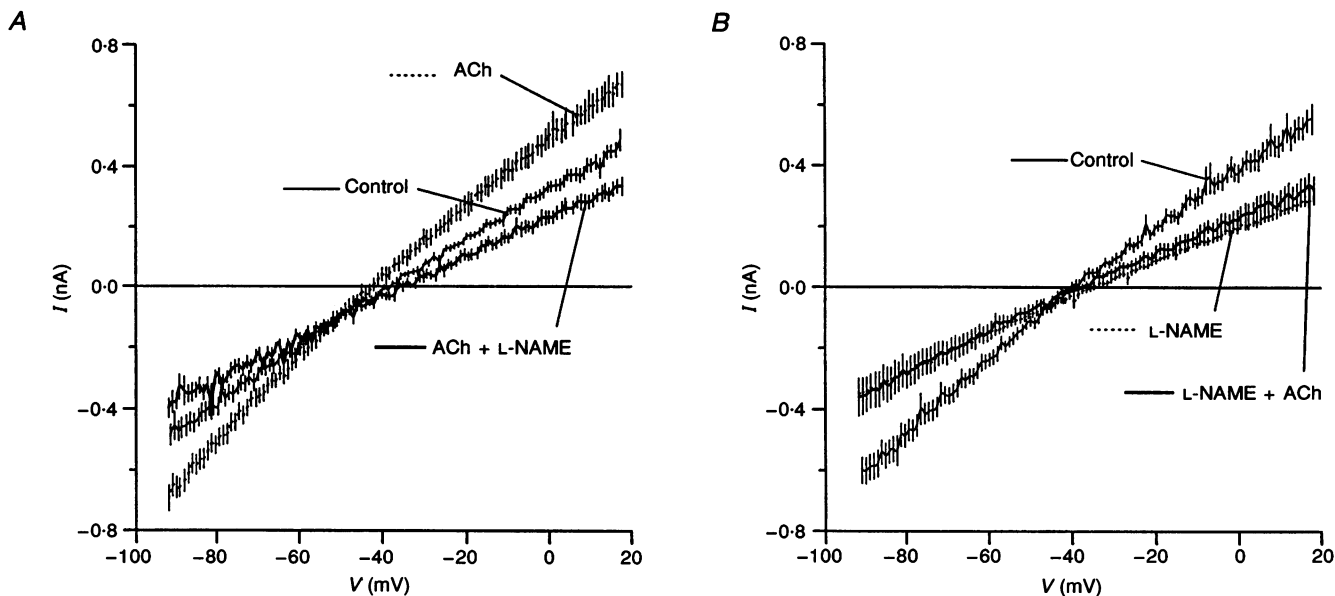 A
0·8
0·4
0·0
−0·4
−0·8
I (nA)
−100 −80 −60 −40 −20 0 20
V (mV)
ACh
Control
ACh + L-NAME
B
0·8
0·4
0·0
−0·4
−0·8
I (nA)
−100 −80 −60 −40 −20 0 20
V (mV)
Control
L-NAME
L-NAME + ACh